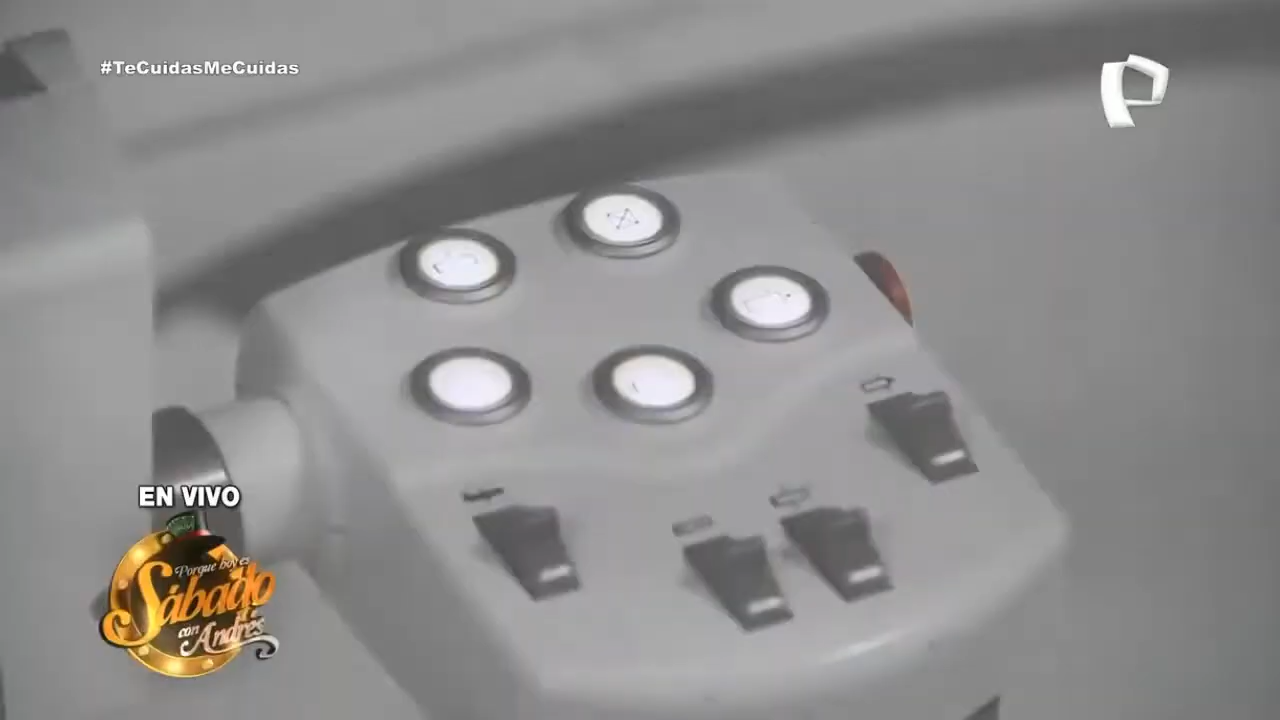 #TeCuidasMeCuidas
EN VIVO
Porque hoy es
Sábado
con
Andrés